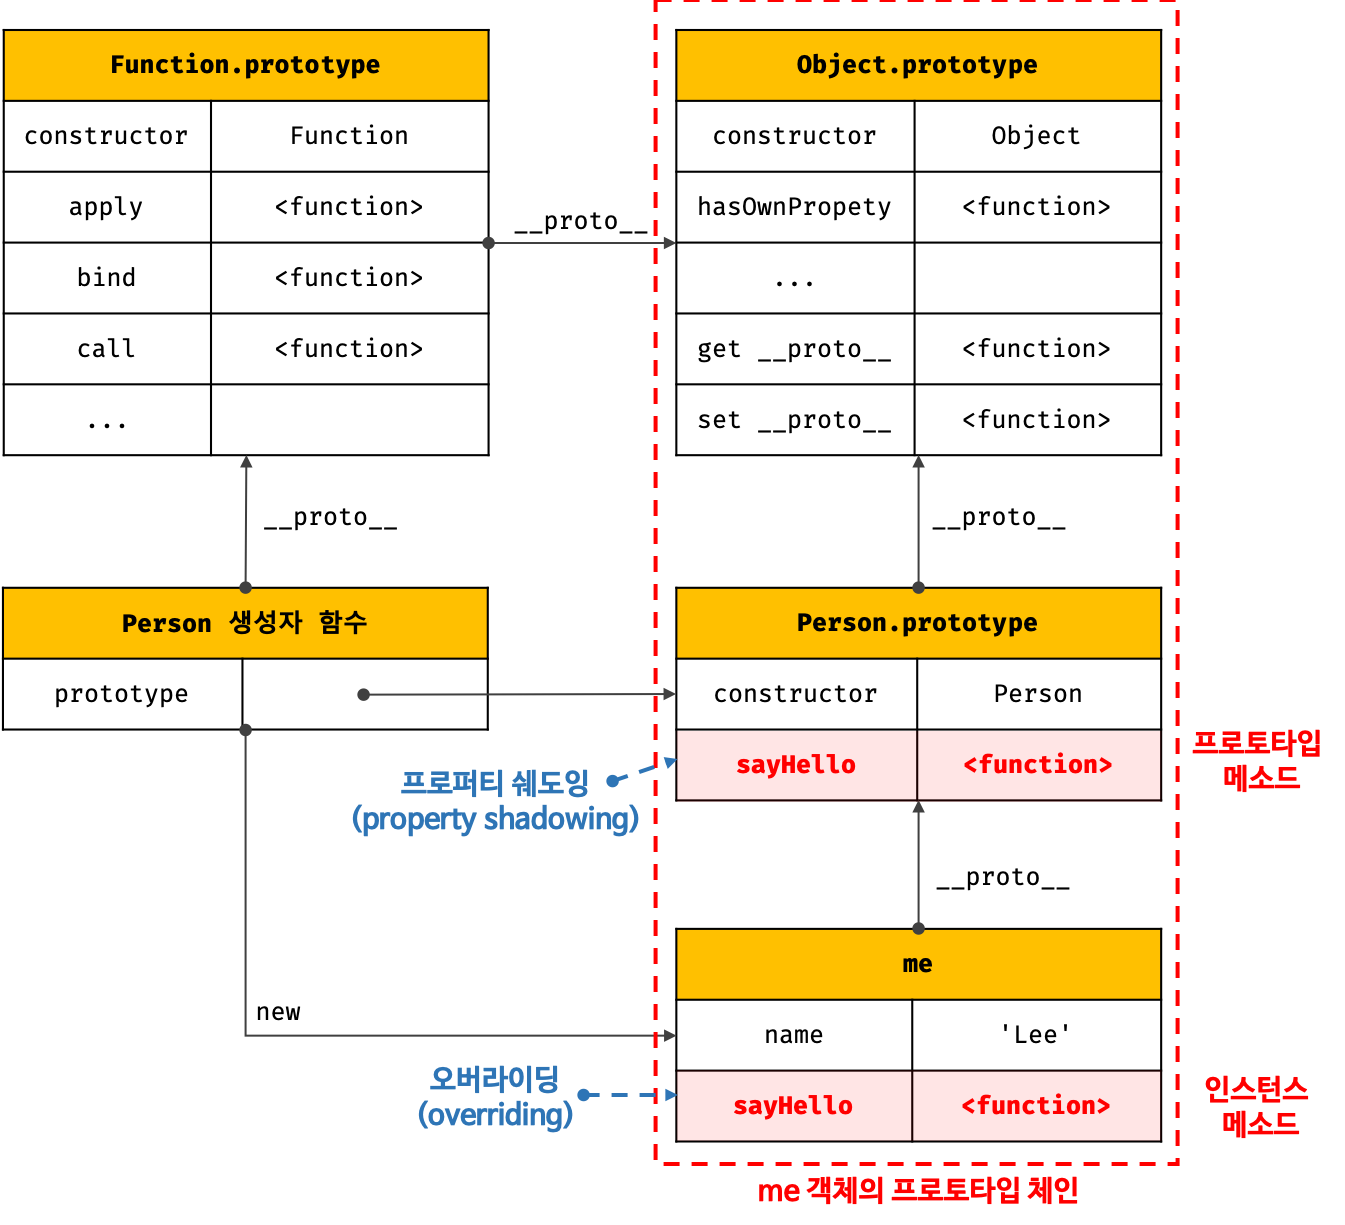 Function.prototype
constructor Function
apply <function>
bind <function>
call <function>
...
__proto__
Object.prototype
constructor Object
hasOwnPropety <function>
...
get __proto__ <function>
set __proto__ <function>
__proto__
__proto__
Person 생성자 함수
prototype
Person.prototype
constructor Person
sayHello <function>
프로토타입
메소드
프로퍼티 쉐도잉
(property shadowing)
__proto__
new
me
name 'Lee'
sayHello <function>
오버라이딩
(overriding)
인스턴스
메소드
me 객체의 프로토타입 체인